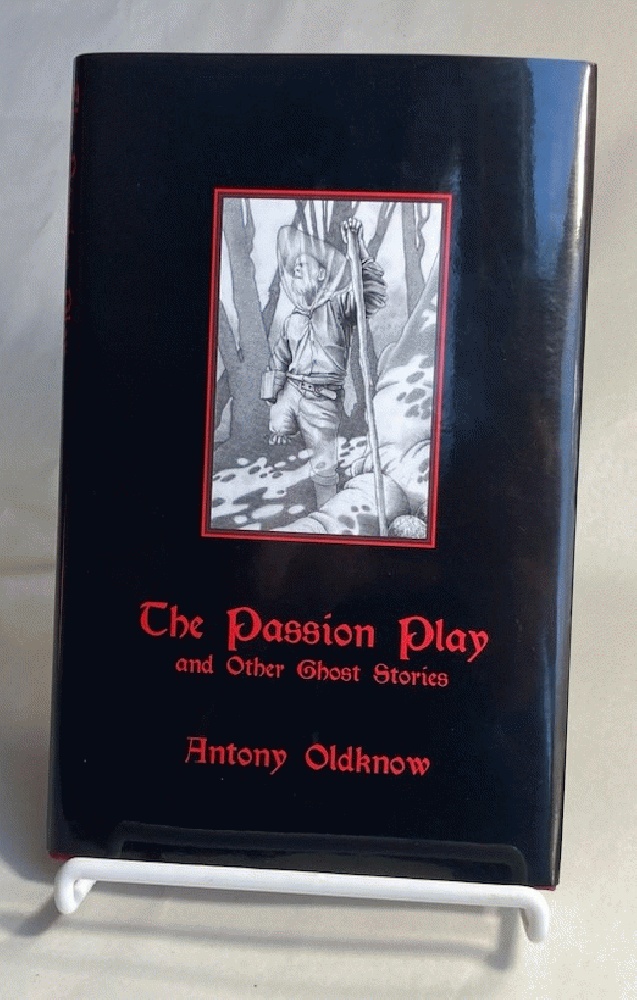 The Passion Play
and Other Ghost Stories
Antony Oldknow